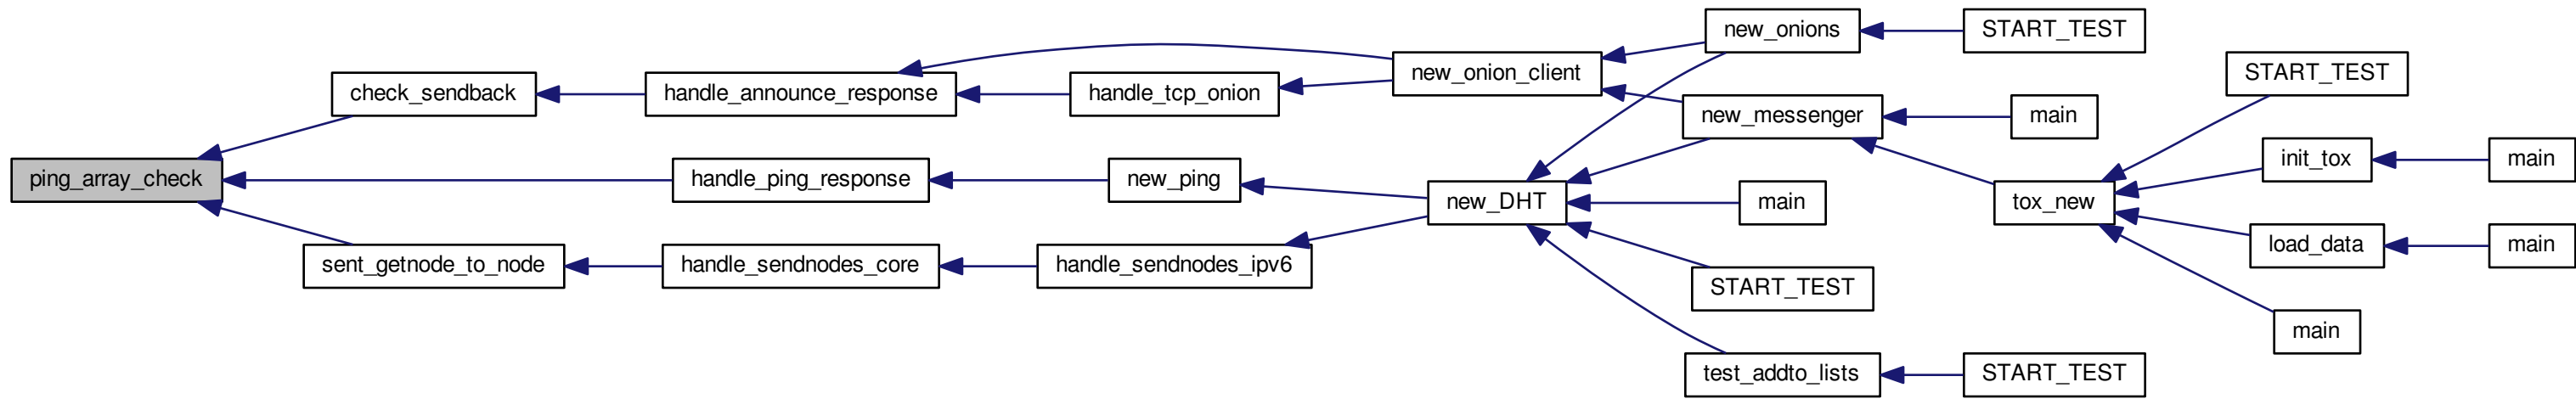 ping_array_check
check_sendback
handle_announce_response
handle_tcp_onion
new_onion_client
new_onions
START_TEST
new_messenger
main
tox_new
START_TEST
init_tox
main
load_data
main
main
handle_ping_response
new_ping
new_DHT
main
START_TEST
test_addto_lists
START_TEST
sent_getnode_to_node
handle_sendnodes_core
handle_sendnodes_ipv6